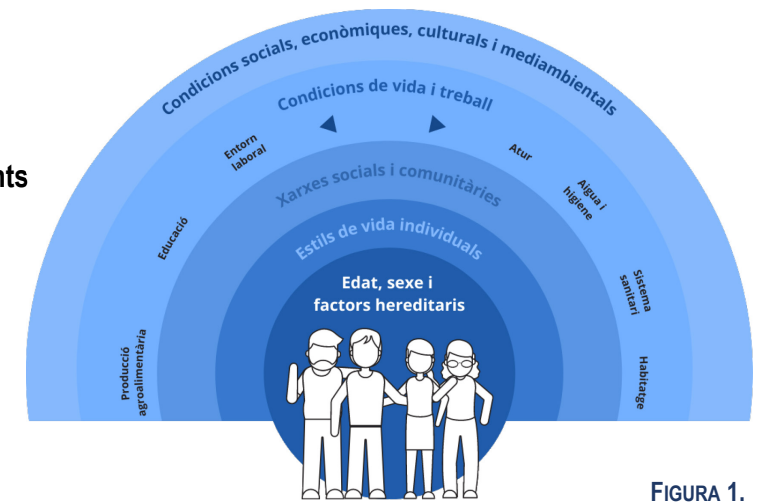 Condicions socials, econòmiques, culturals i mediambientals
Condicions de vida i treball
Entorn
laboral
Atur
Educació
Aigua i
higiene
Producció
agroalimentària
Sistema
sanitari
Habitatge
Xarxes socials i comunitàries
Estils de vida individuals
Edat, sexe i
factors hereditaris
nts
FIGURA 1.